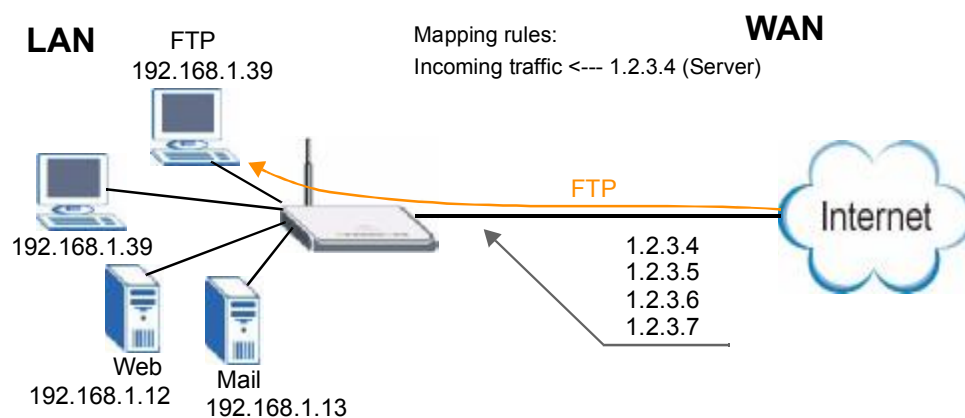 LAN
FTP
192.168.1.39
Mapping rules:
Incoming traffic <--- 1.2.3.4 (Server)
WAN
FTP
Internet
192.168.1.39
1.2.3.4
1.2.3.5
1.2.3.6
1.2.3.7
Web
192.168.1.12
Mail
192.168.1.13